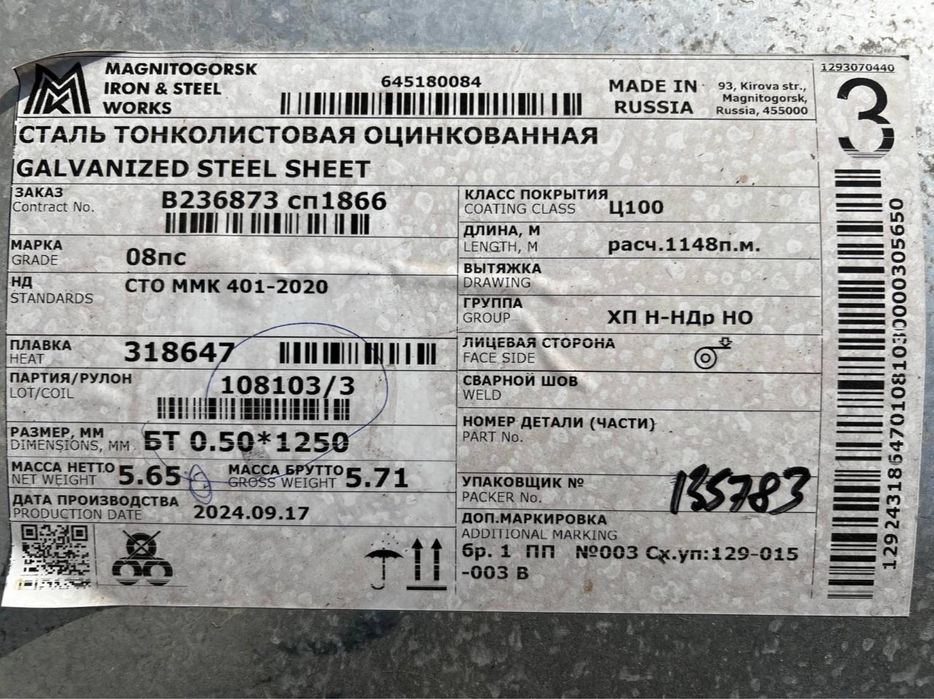 MAGNITOGORSK
IRON & STEEL
WORKS
645180084
MADE IN
RUSSIA
93, Kirova str.,
Magnitogorsk,
Russia, 455000
1293070440
3
СТАЛЬ ТОНКОЛИСТОВАЯ ОЦИНКОВАННАЯ
GALVANIZED STEEL SHEET
ЗАКАЗ
Contract No.
В236873 сп1866
МАРКА
GRADE
08пс
НД
STANDARDS
СТО ММК 401-2020
ПЛАВКА
HEAT
318647
ПАРТИЯ/РУЛОН
LOT/COIL
108103/3
РАЗМЕР, ММ
DIMENSIONS, MM
БТ 0.50*1250
МАССА НЕТТО
NET WEIGHT
5.65
МАССА БРУТТО
GROSS WEIGHT
5.71
ДАТА ПРОИЗВОДСТВА
PRODUCTION DATE
2024.09.17
КЛАСС ПОКРЫТИЯ
COATING CLASS
Ц100
ДЛИНА, М
LENGTH, M
расч.1148п.м.
ВЫТЯЖКА
DRAWING
ГРУППА
GROUP
ХП Н-НДр НО
ЛИЦЕВАЯ СТОРОНА
FACE SIDE
СВАРНОЙ ШОВ
WELD
НОМЕР ДЕТАЛИ (ЧАСТИ)
PART No.
УПАКОВЩИК №
PACKER No.
135783
ДОП.МАРКИРОВКА
ADDITIONAL MARKING
бр. 1 ПП №003 Сх.уп:129-015
-003 В